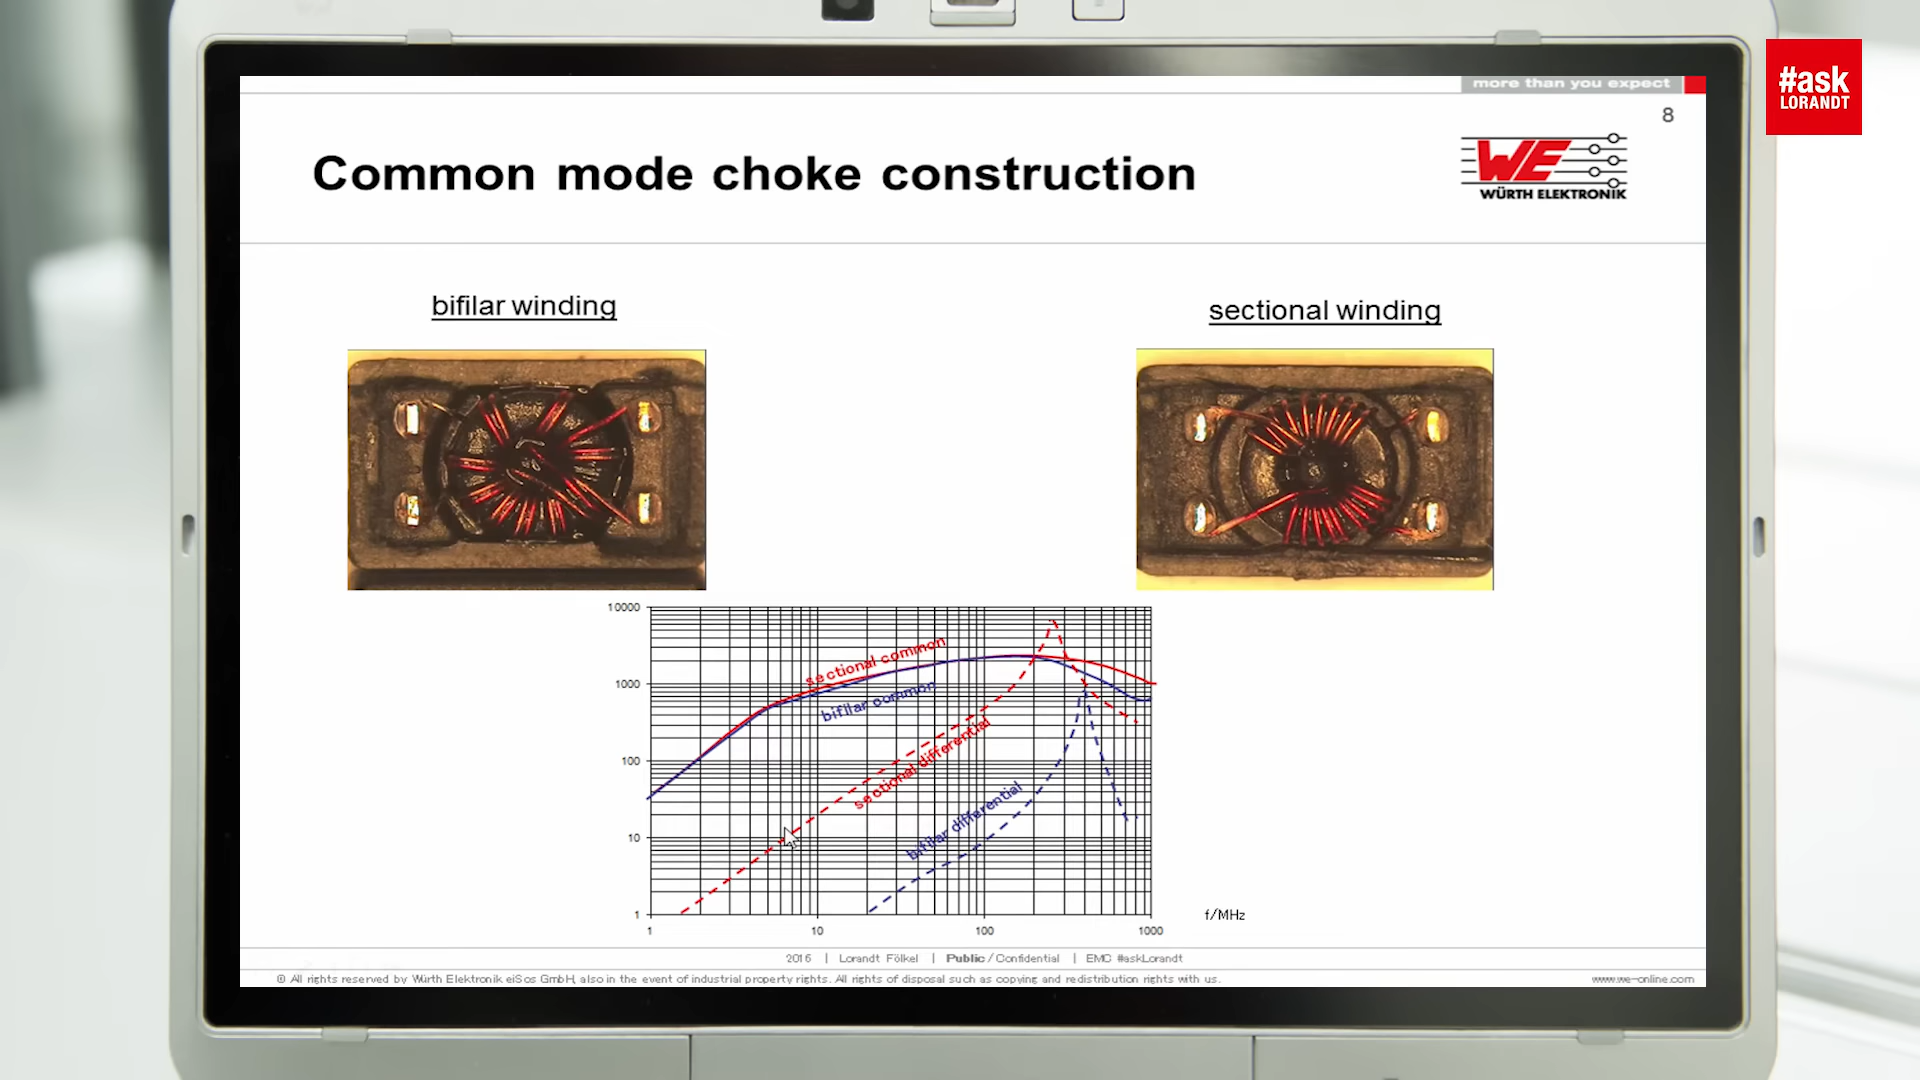 #ask
LORANDT
more than you expect
8
Common mode choke construction
WE
WÜRTH ELEKTRONIK
bifilar winding
sectional winding
10000
1000
100
10
1
sectional common
bifilar common
sectional differential
bifilar differential
1
10
100
1000
f/MHz
2016 | Lorandt Fölkel | Public / Confidential | EMC #askLorandt
© All rights reserved by Würth Elektronik eiSos GmbH, also in the event of industrial property rights. All rights of disposal such as copying and redistribution rights with us.
www.we-online.com